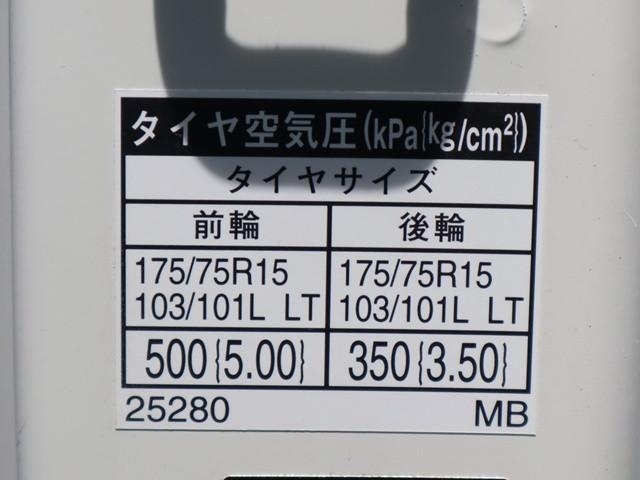 タイヤ空気圧(kPa{kg/cm²})
タイヤサイズ
前輪 後輪
175/75R15 175/75R15
103/101L LT 103/101L LT
500{5.00} 350{3.50}
25280 MB